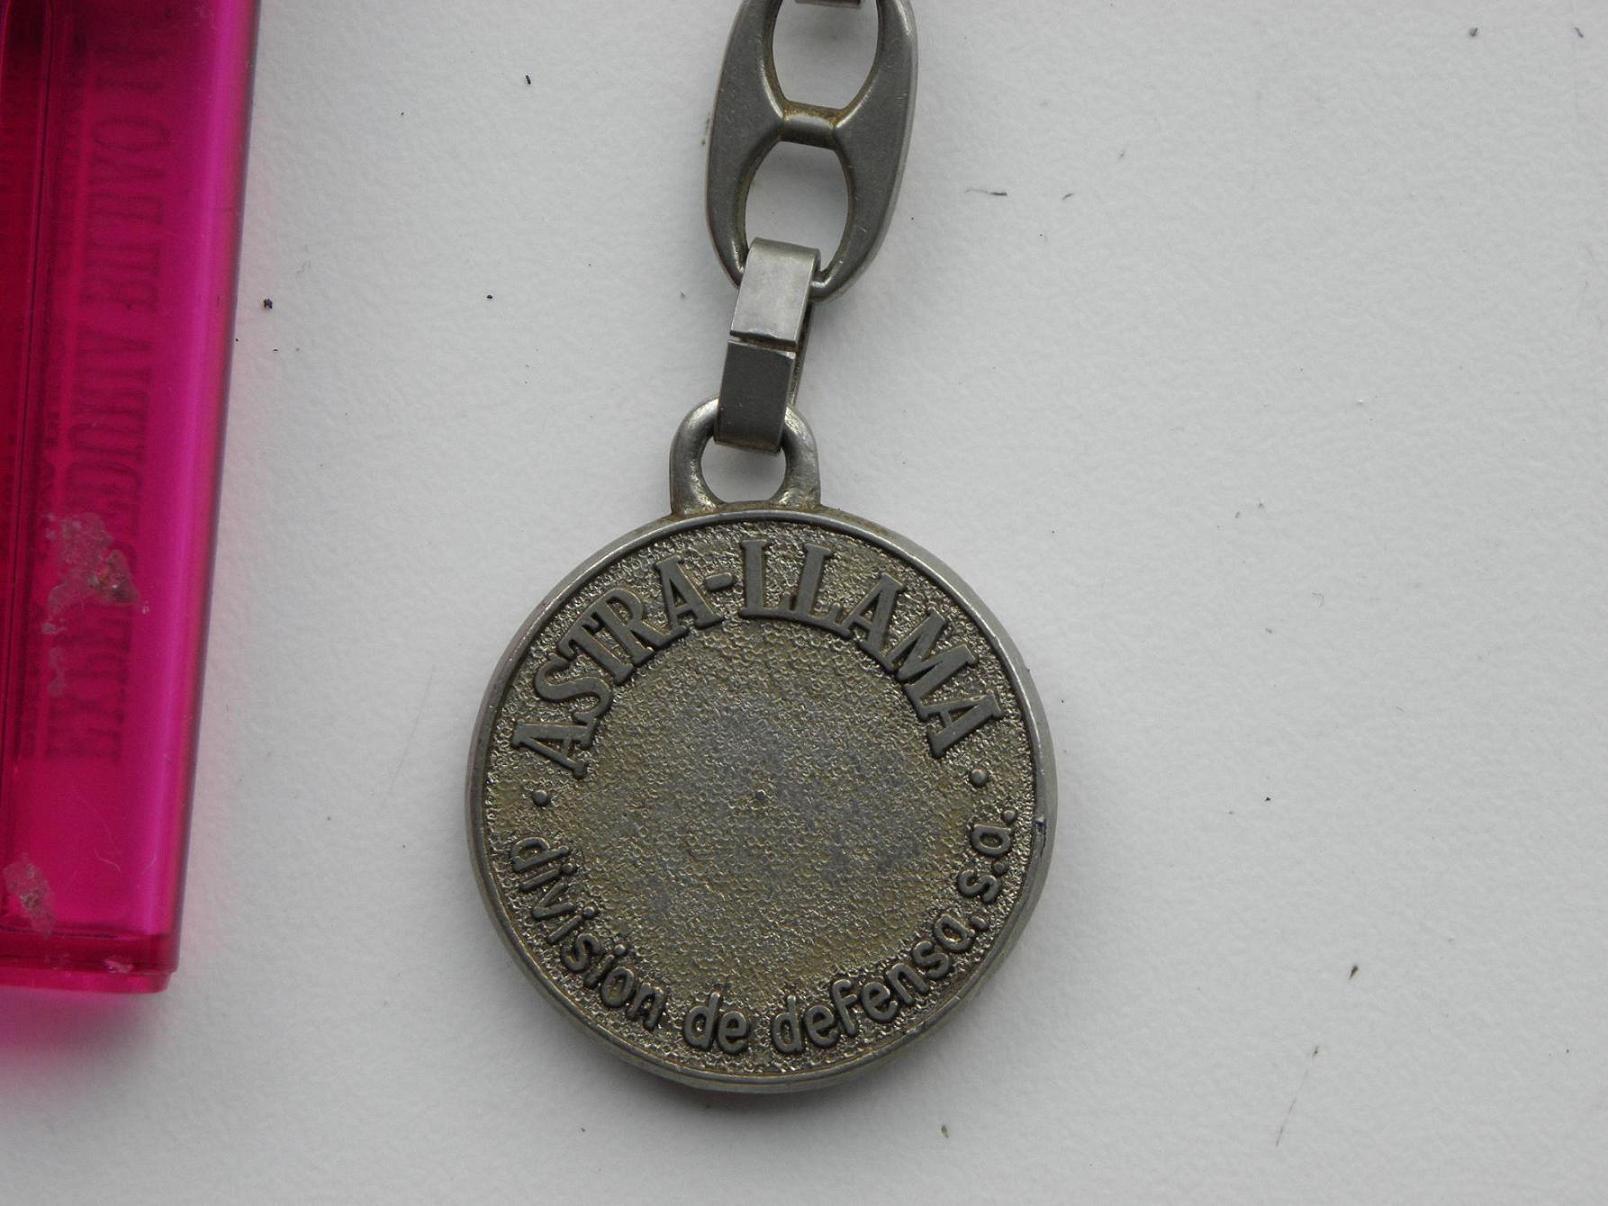 ASTRA-LLAMA
division de defensa, s.a.